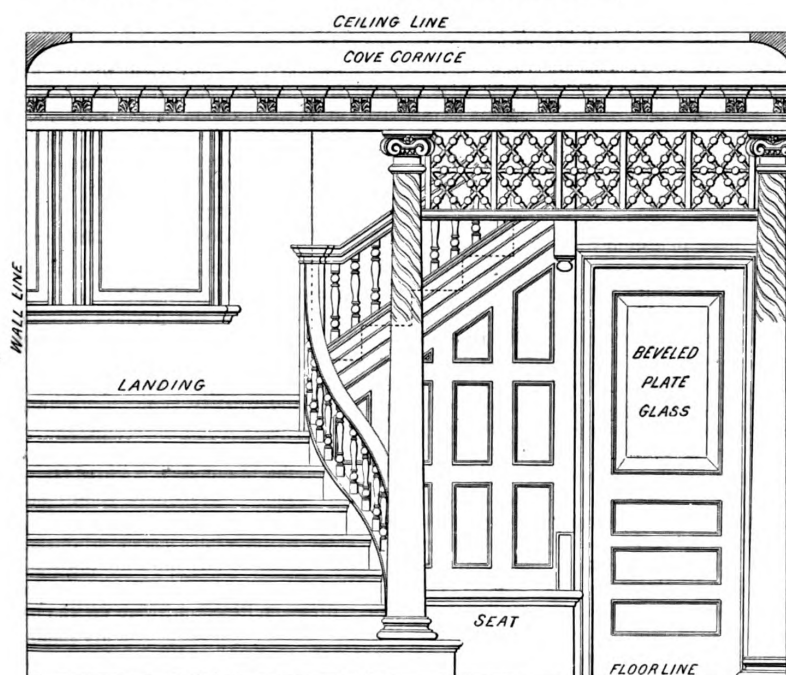 CEILING LINE
COVE CORNICE
WALL LINE
LANDING
BEVELED
PLATE
GLASS
SEAT
FLOOR LINE